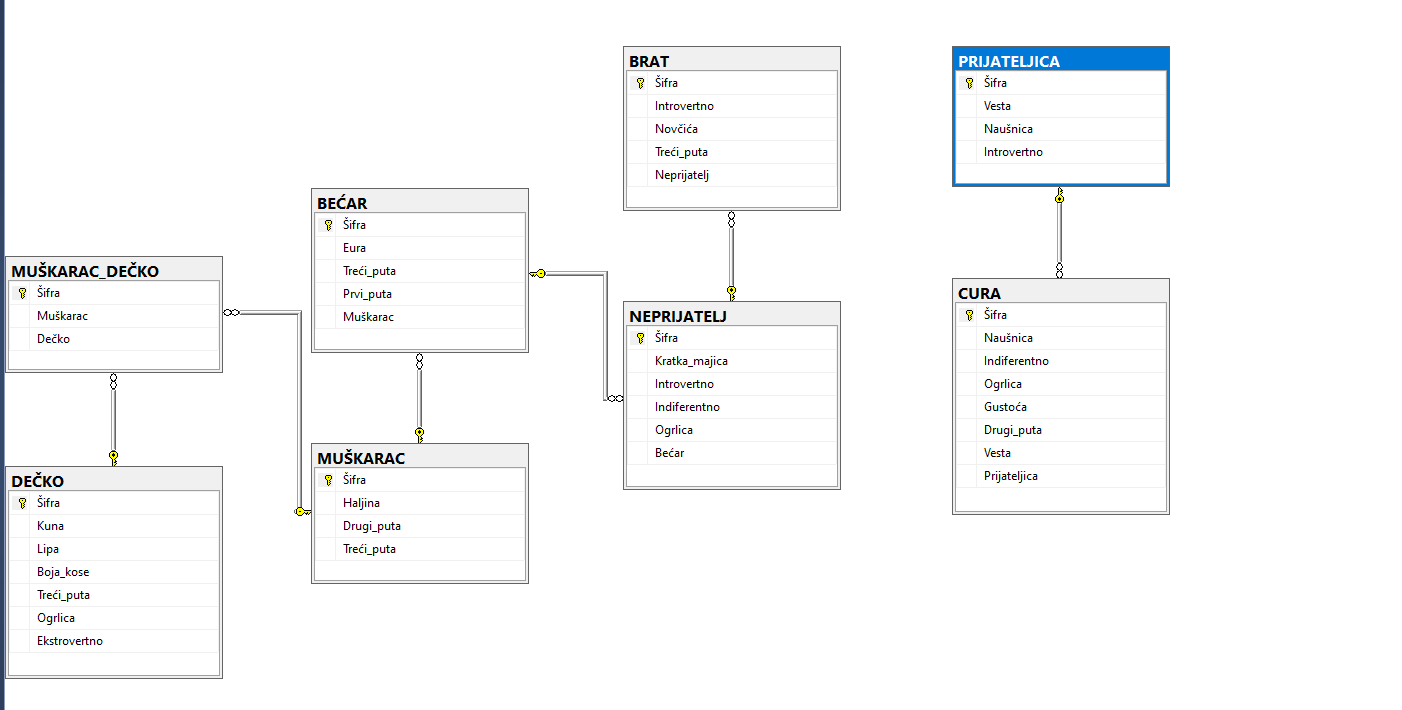 MUŠKARAC_DEČKO
Šifra
Muškarac
Dečko
DEČKO
Šifra
Kuna
Lipa
Boja_kose
Treći_puta
Ogrlica
Ekstrovertno
BEĆAR
Šifra
Eura
Treći_puta
Prvi_puta
Muškarac
MUŠKARAC
Šifra
Haljina
Drugi_puta
Treći_puta
BRAT
Šifra
Introvertno
Novčića
Treći_puta
Neprijatelj
NEPRIJATELJ
Šifra
Kratka_majica
Introvertno
Indiferentno
Ogrlica
Bećar
PRIJATELJICA
Šifra
Vesta
Naušnica
Introvertno
CURA
Šifra
Naušnica
Indiferentno
Ogrlica
Gustoća
Drugi_puta
Vesta
Prijateljica